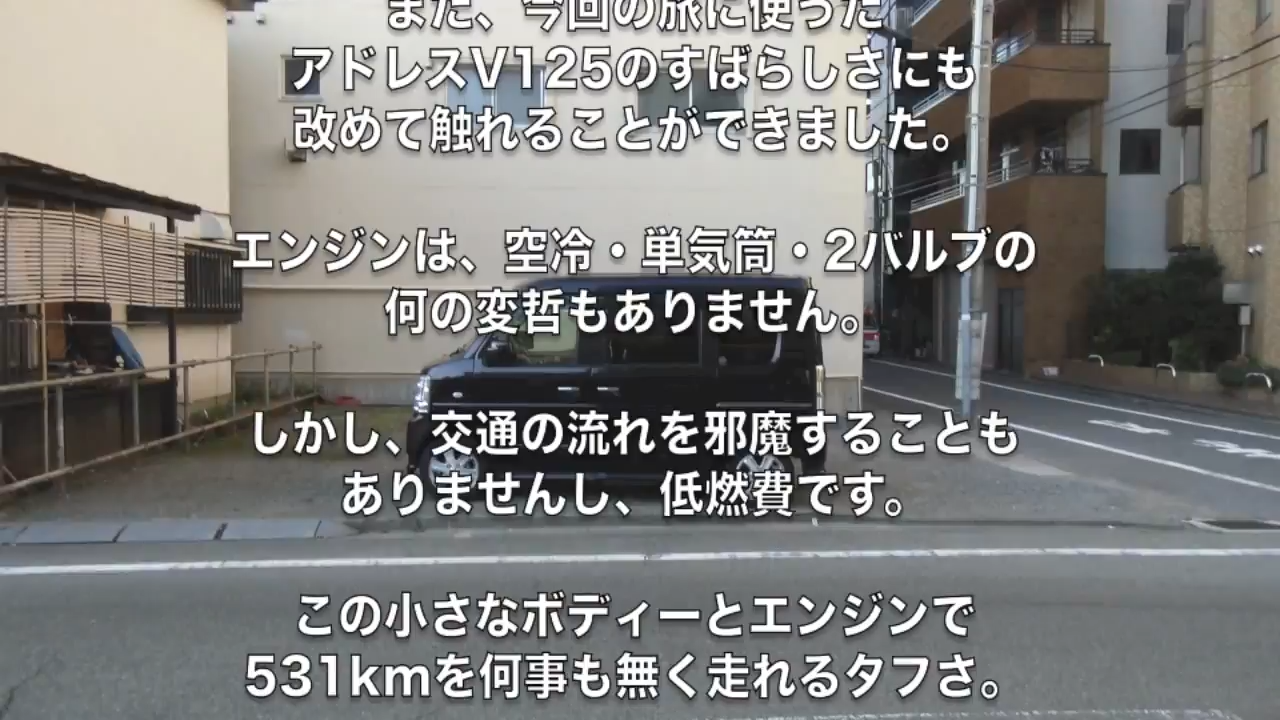 また、今回の旅に使った
アドレスV125のすばらしさにも
改めて触れることができました。
エンジンは、空冷・単気筒・2バルブの
何の変哲もありません。
しかし、交通の流れを邪魔することも
ありませんし、低燃費です。
この小さなボディーとエンジンで
531kmを何事も無く走れるタフさ。